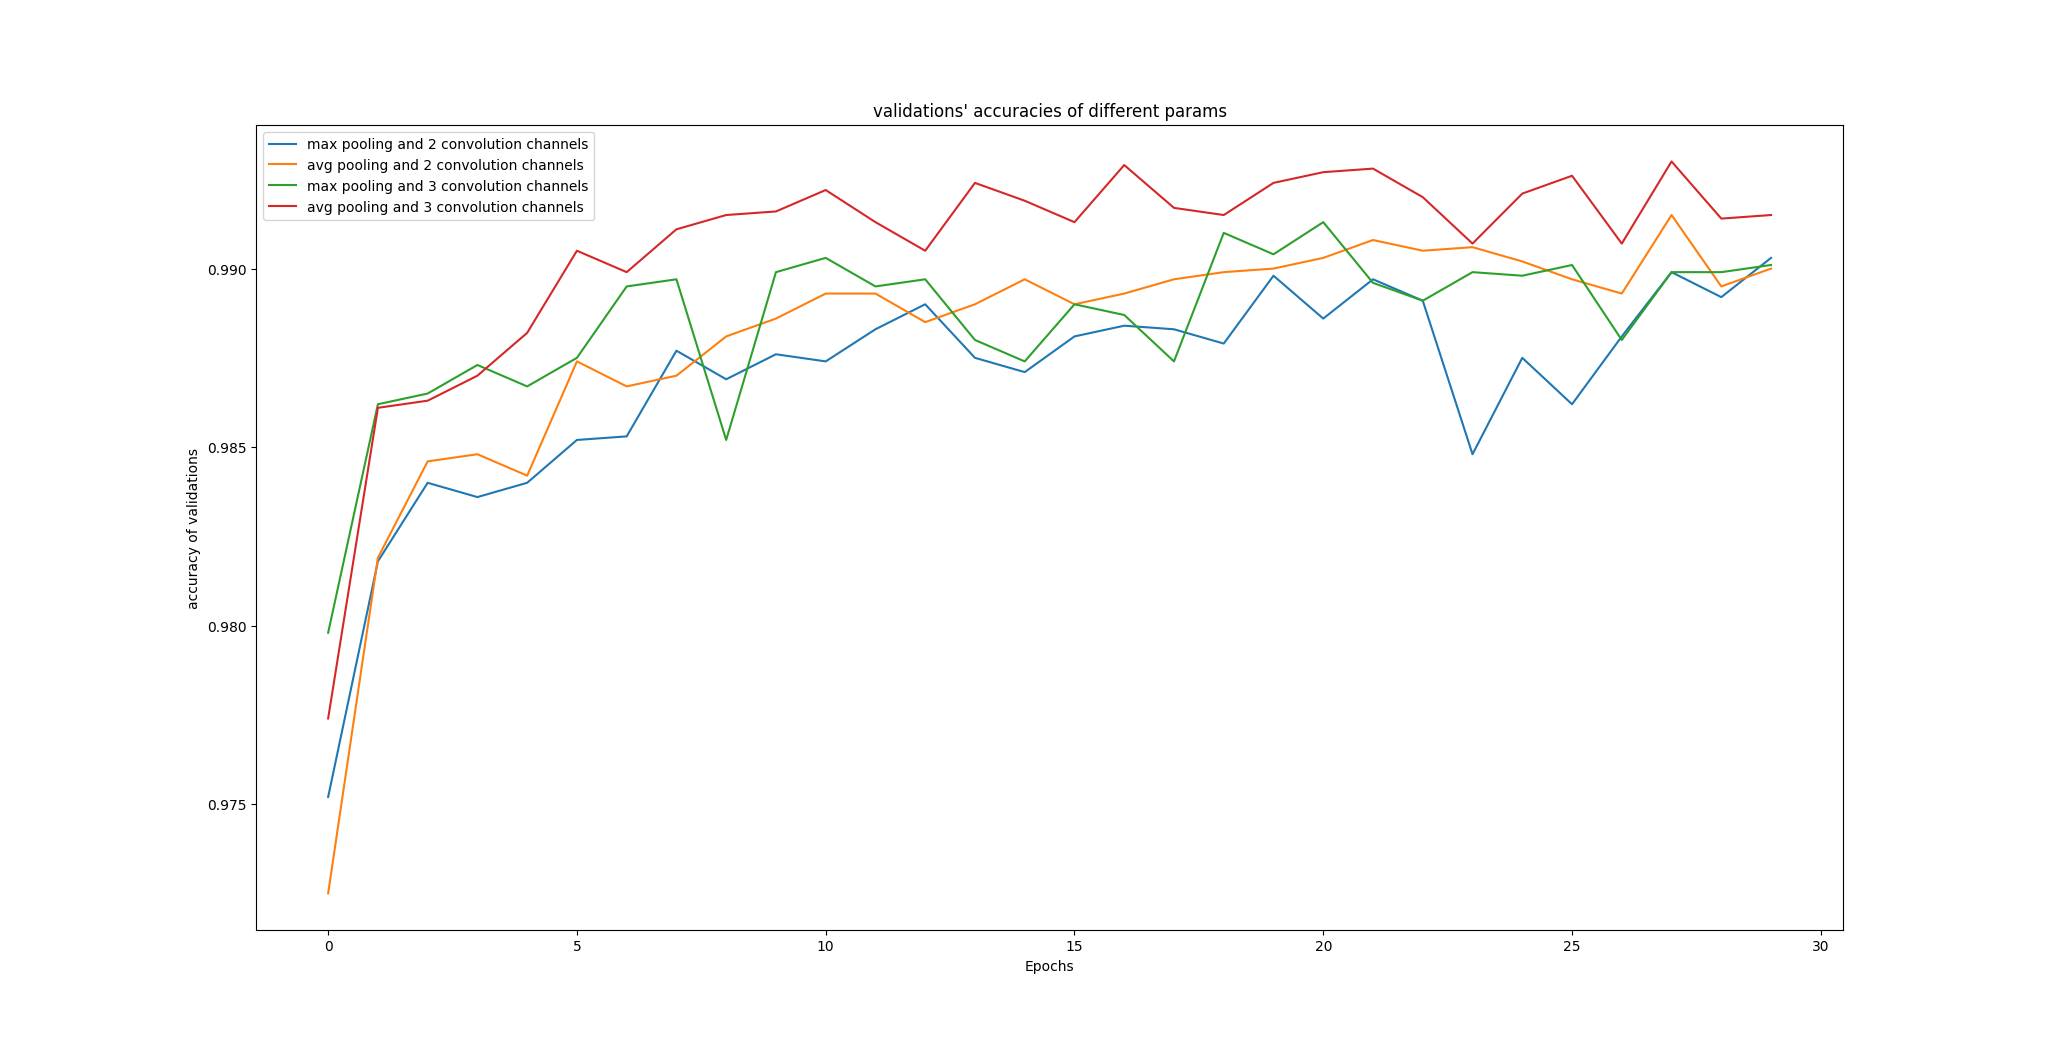 validations' accuracies of different params
max pooling and 2 convolution channels
avg pooling and 2 convolution channels
max pooling and 3 convolution channels
avg pooling and 3 convolution channels
accuracy of validations
0.990
0.985
0.980
0.975
0 5 10 15 20 25 30
Epochs